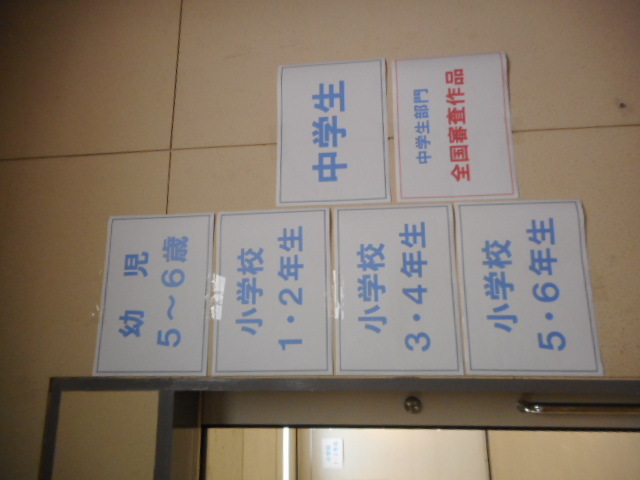 幼 児
5～6歳
小学校
1・2年生
小学校
3・4年生
小学校
5・6年生
中学生
中学生部門
全国審査作品